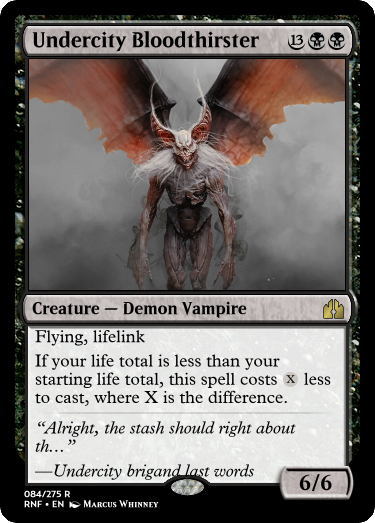 Undercity Bloodthirster 13
Creature — Demon Vampire
Flying, lifelink
If your life total is less than your
starting life total, this spell costs X less
to cast, where X is the difference.
“Alright, the stash should right about
th…”
—Undercity brigand last words
6/6
084/275 R
RNF • EN Marcus Whinney